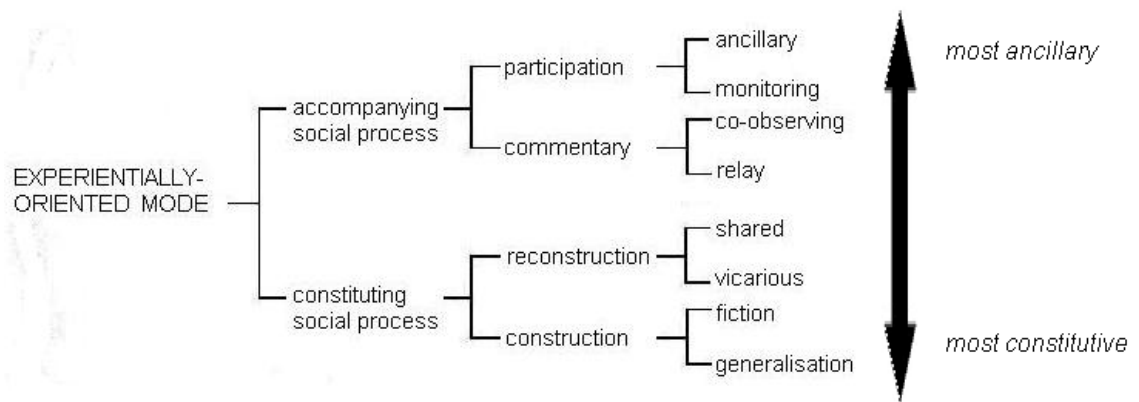 ancillary
most ancillary
participation
monitoring
accompanying
social process
co-observing
commentary
relay
EXPERIENTIALLY-
ORIENTED MODE
shared
reconstruction
vicarious
constituting
social process
fiction
construction
most constitutive
generalisation